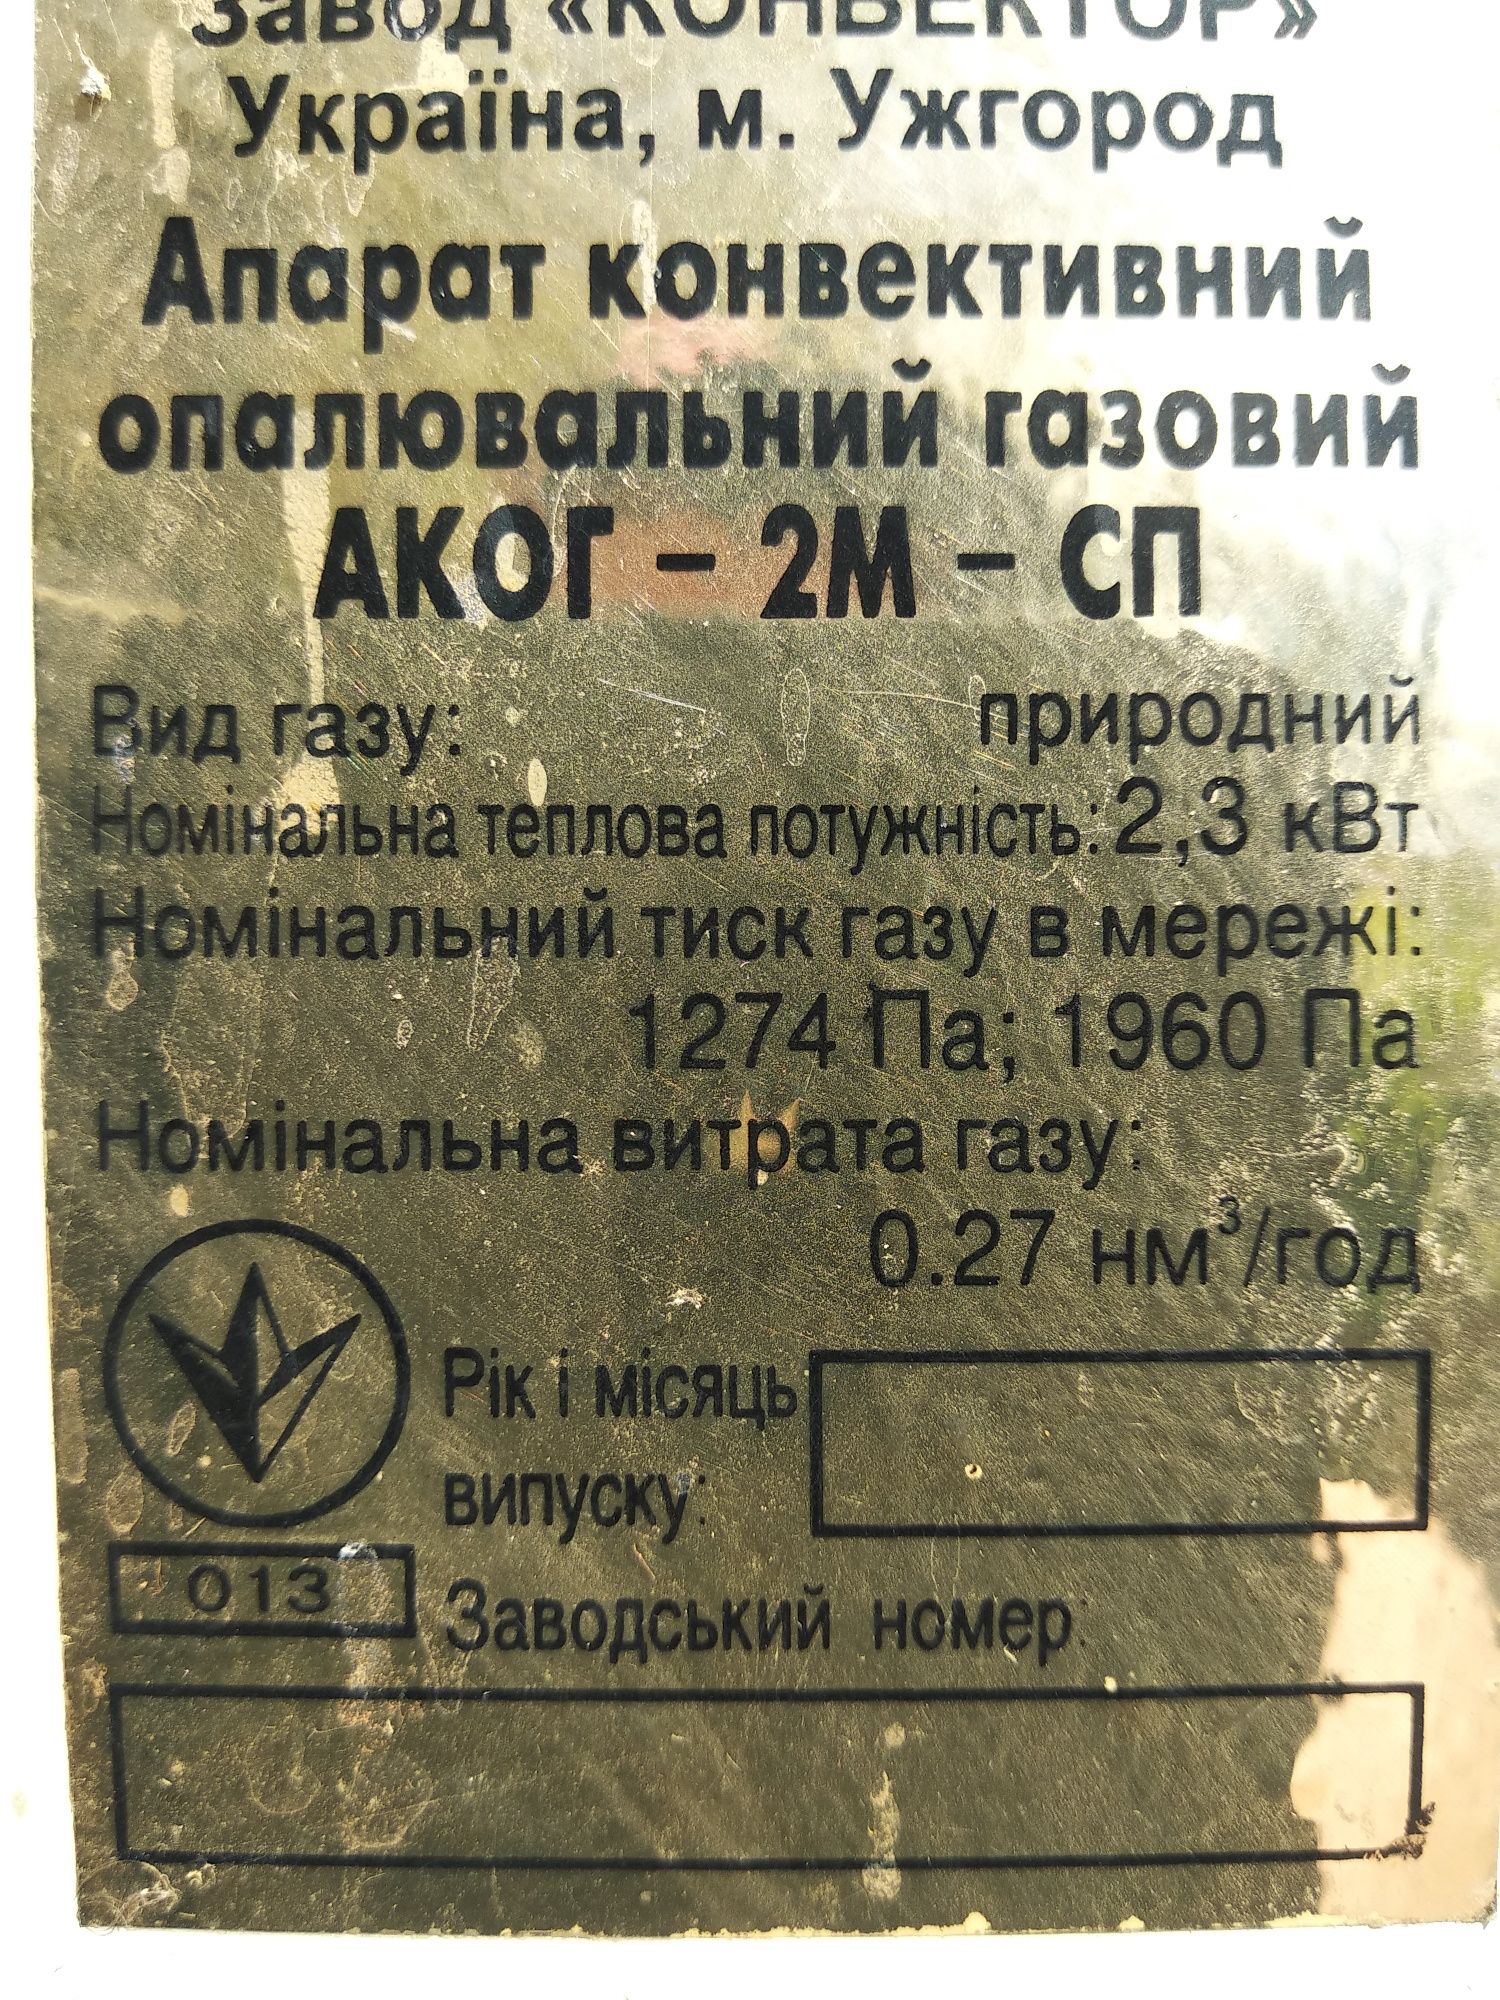 Завод «КОНВЕКТОР»
Україна, м. Ужгород
Апарат конвективний
опалювальний газовий
АКОГ – 2М – СП
Вид газу: природний
Номінальна теплова потужність: 2,3 кВт
Номінальний тиск газу в мережі:
1274 Па; 1960 Па
Номінальна витрата газу:
0.27 нм³/год
Рік і місяць
випуску:
013
Заводський номер: